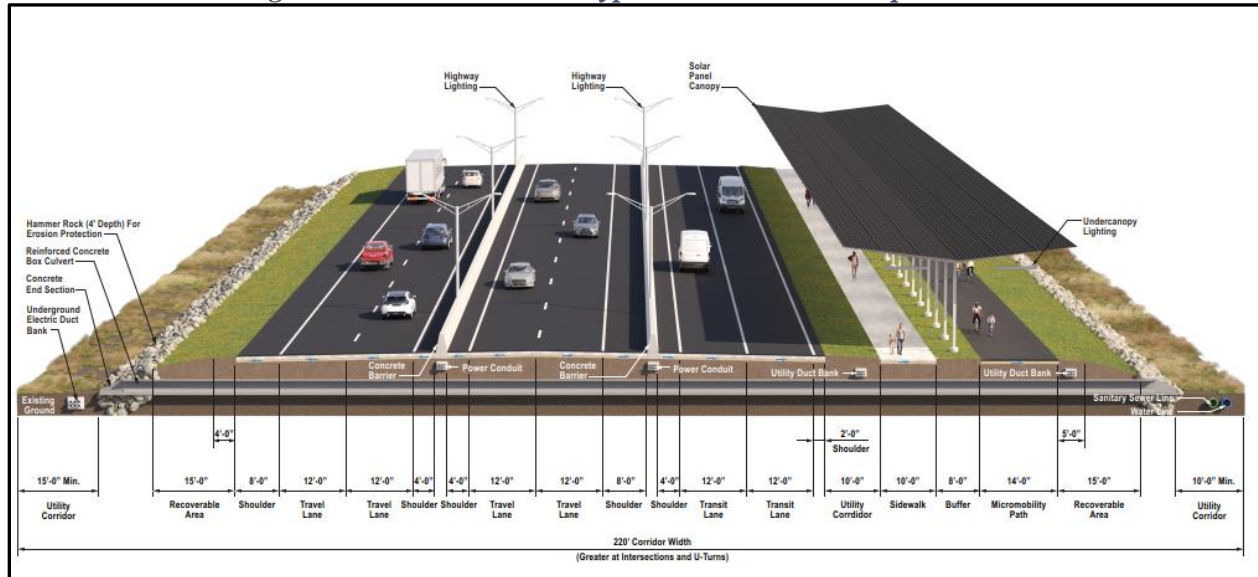 Highway
Lighting
Highway
Lighting
Solar
Panel
Canopy
Undercanopy
Lighting
Hammer Rock (4' Depth) For
Erosion Protection
Reinforced Concrete
Box Culvert
Concrete
End Section
Underground
Electric Duct
Bank
Existing
Ground
Concrete
Barrier
Power Conduit
Concrete
Barrier
Power Conduit
Utility Duct Bank
Utility Duct Bank
Sanitary Sewer Line
Water Line
4'-0"
2'-0"
Shoulder
5'-0"
15'-0" Min.
Utility
Corridor
15'-0"
Recoverable
Area
8'-0"
Shoulder
12'-0"
Travel
Lane
12'-0"
Travel
Lane
4'-0"
Shoulder
4'-0"
Shoulder
12'-0"
Travel
Lane
12'-0"
Travel
Lane
8'-0"
Shoulder
4'-0"
Shoulder
12'-0"
Transit
Lane
12'-0"
Transit
Lane
10'-0"
Utility
Corrdidor
10'-0"
Sidewalk
8'-0"
Buffer
14'-0"
Micromobility
Path
15'-0"
Recoverable
Area
10'-0" Min.
Utility
Corridor
220' Corridor Width
(Greater at Intersections and U-Turns)